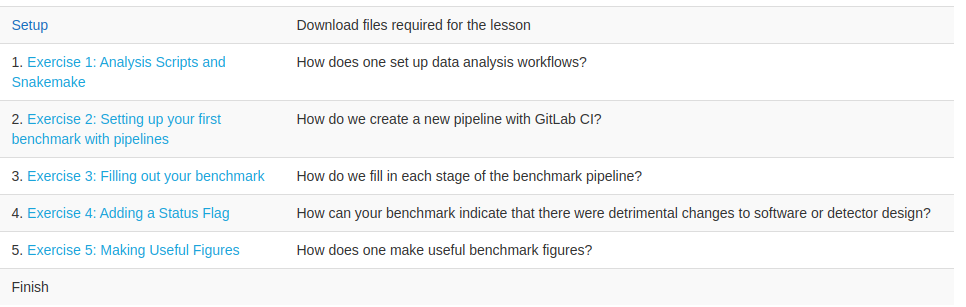 Setup Download files required for the lesson
1. Exercise 1: Analysis Scripts and How does one set up data analysis workflows?
Snakemake
2. Exercise 2: Setting up your first How do we create a new pipeline with GitLab CI?
benchmark with pipelines
3. Exercise 3: Filling out your benchmark How do we fill in each stage of the benchmark pipeline?
4. Exercise 4: Adding a Status Flag How can your benchmark indicate that there were detrimental changes to software or detector design?
5. Exercise 5: Making Useful Figures How does one make useful benchmark figures?
Finish